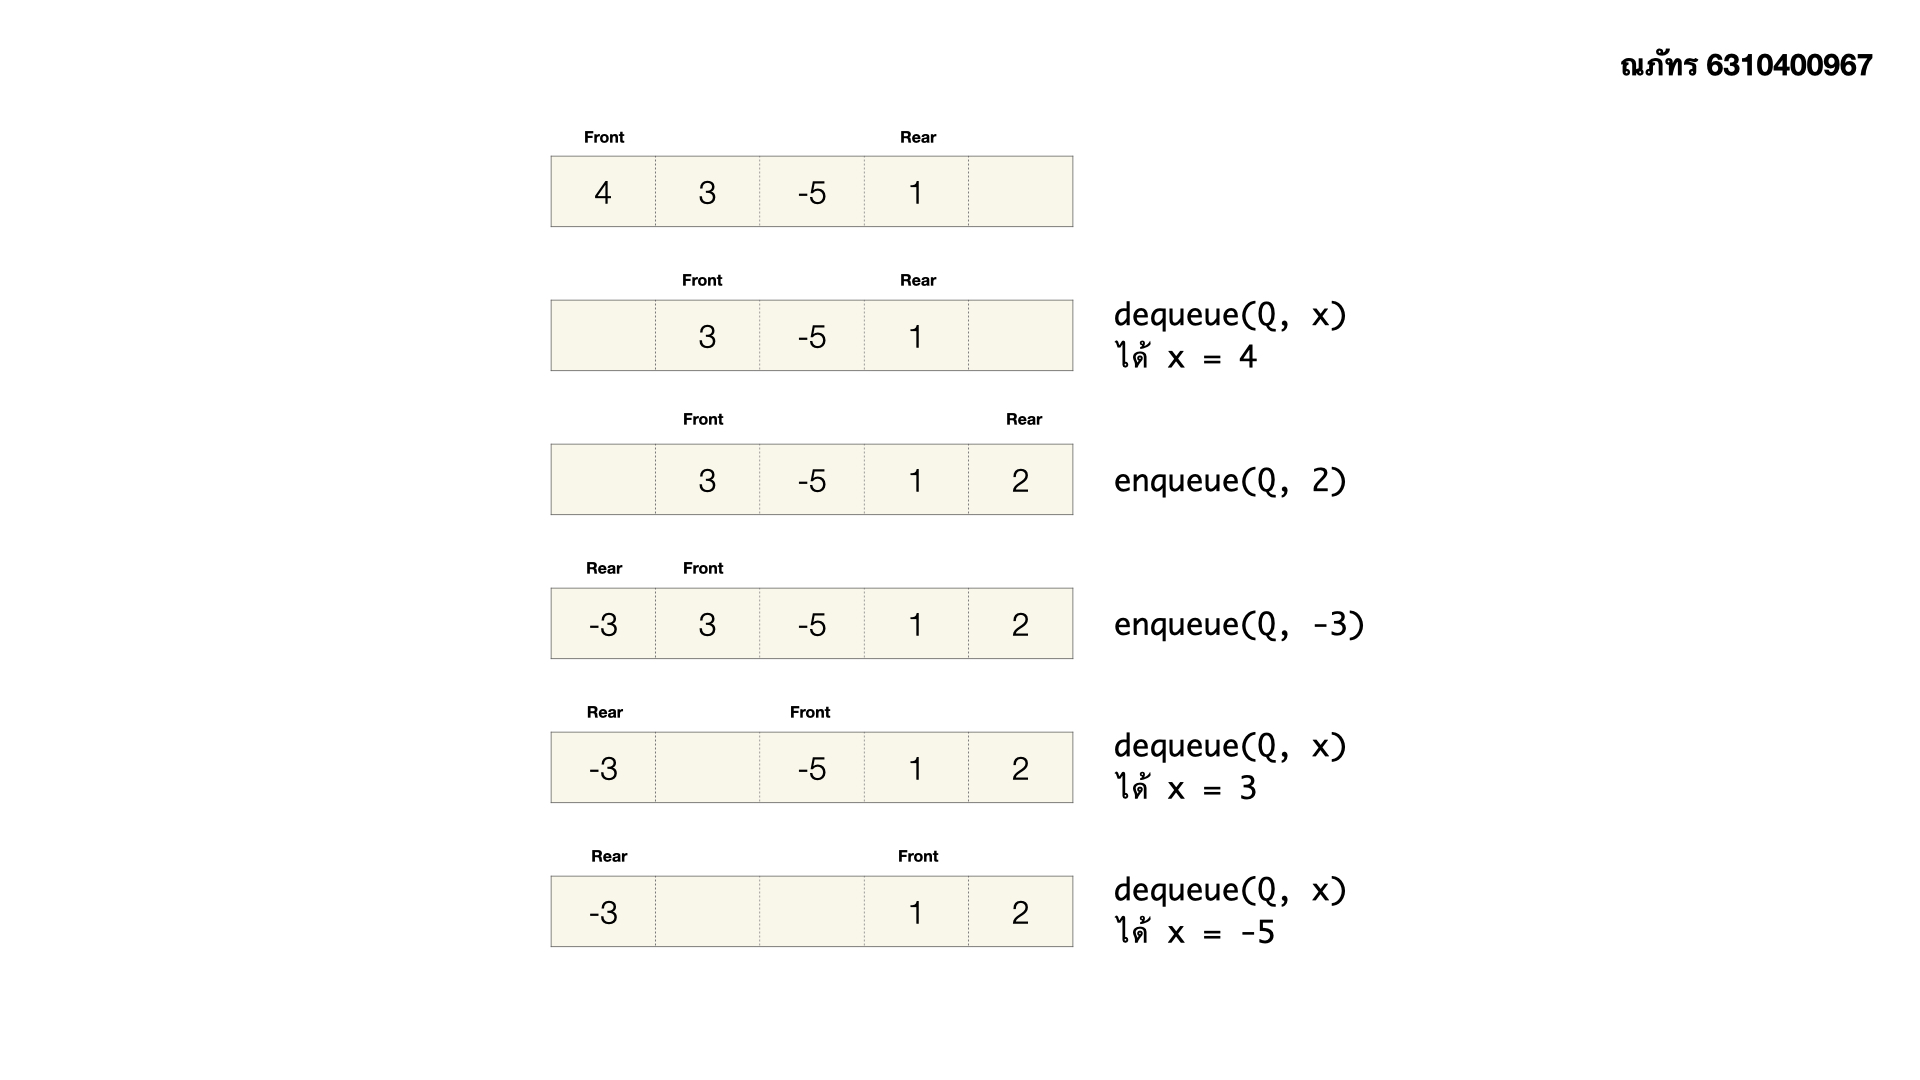 ณภัทร 6310400967
Front Rear
4 3 -5 1
Front Rear
3 -5 1
dequeue(Q, x)
ได้ x = 4
Front Rear
3 -5 1 2
enqueue(Q, 2)
Rear Front
-3 3 -5 1 2
enqueue(Q, -3)
Rear Front
-3 -5 1 2
dequeue(Q, x)
ได้ x = 3
Rear Front
-3 1 2
dequeue(Q, x)
ได้ x = -5